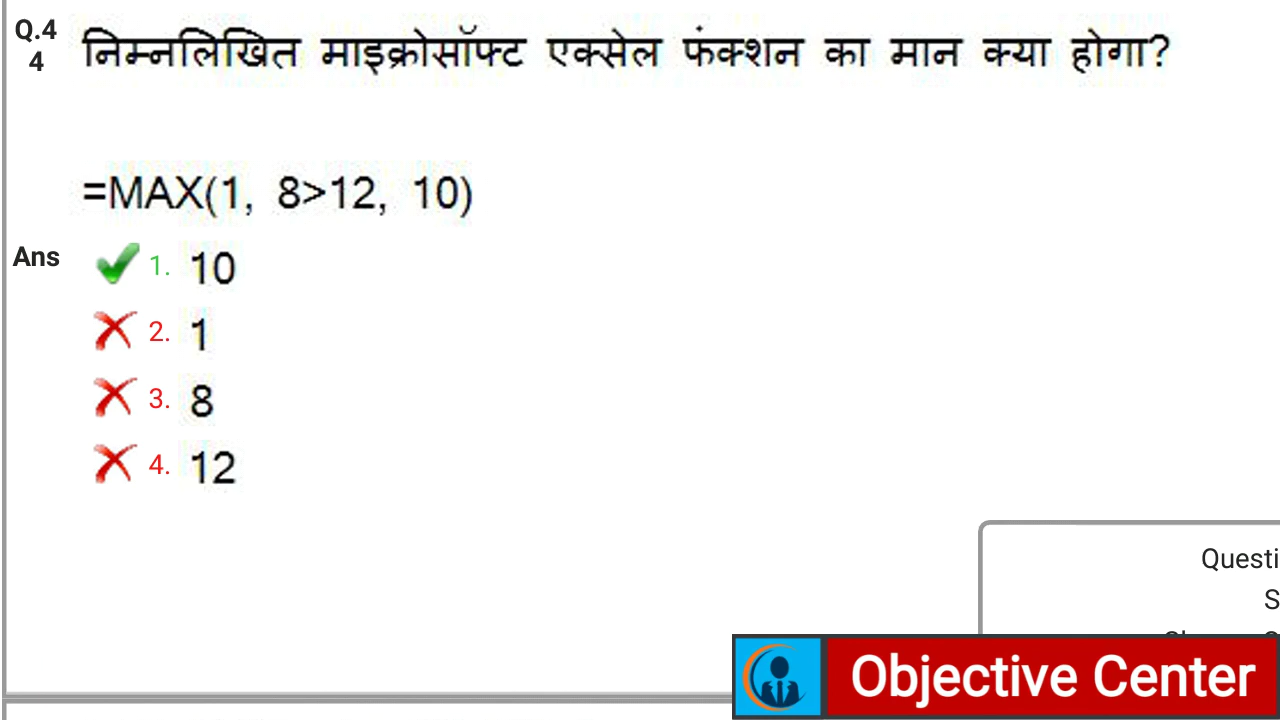 Q.4
4
निम्नलिखित माइक्रोसॉफ्ट एक्सेल फंक्शन का मान क्या होगा?
=MAX(1, 8>12, 10)
Ans
1. 10
2. 1
3. 8
4. 12
Questi
S
Objective Center